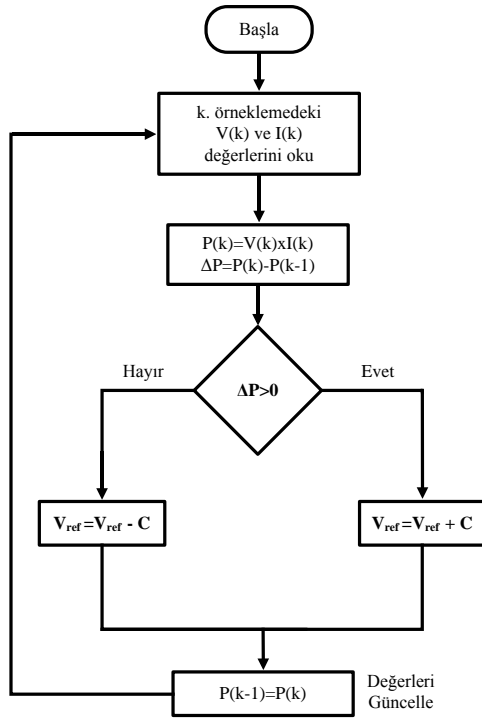 Başla
k. örneklemedeki
V(k) ve I(k)
değerlerini oku
P(k)=V(k)xI(k)
ΔP=P(k)-P(k-1)
Hayır
ΔP>0
Evet
Vref=Vref - C
Vref=Vref + C
P(k-1)=P(k)
Değerleri
Güncelle